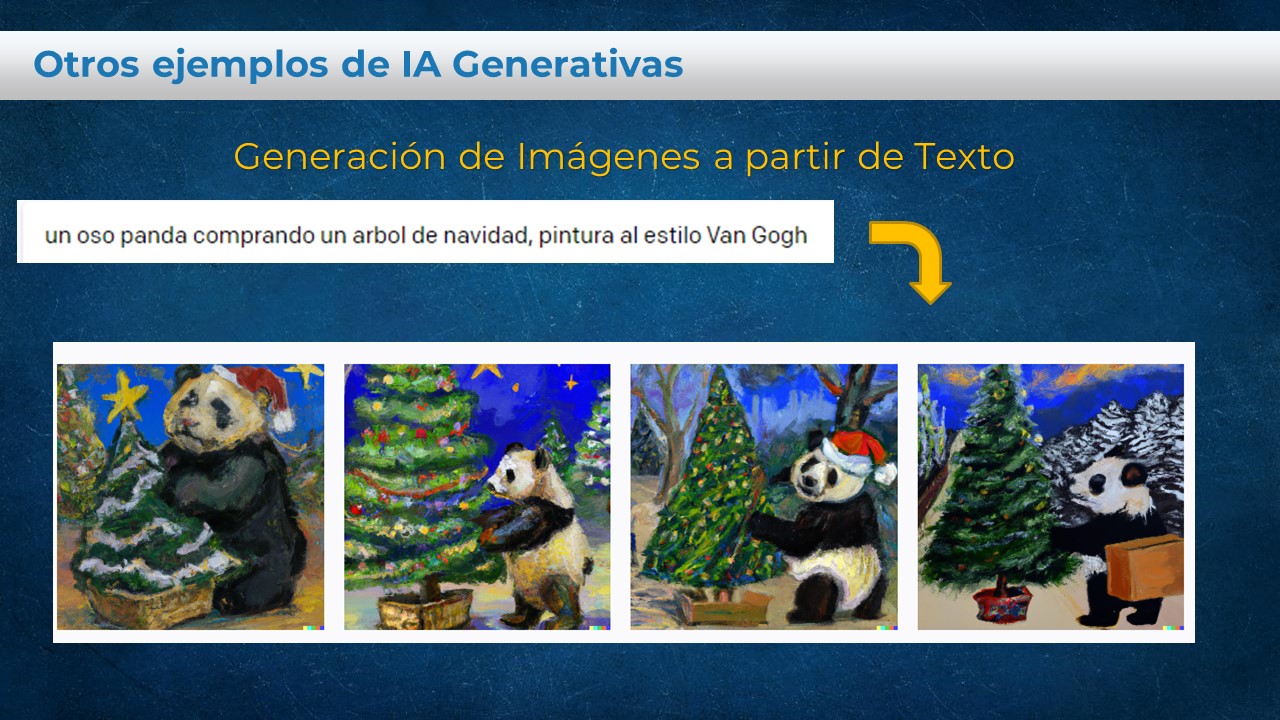 Otros ejemplos de IA Generativas
Generación de Imágenes a partir de Texto
un oso panda comprando un arbol de navidad, pintura al estilo Van Gogh